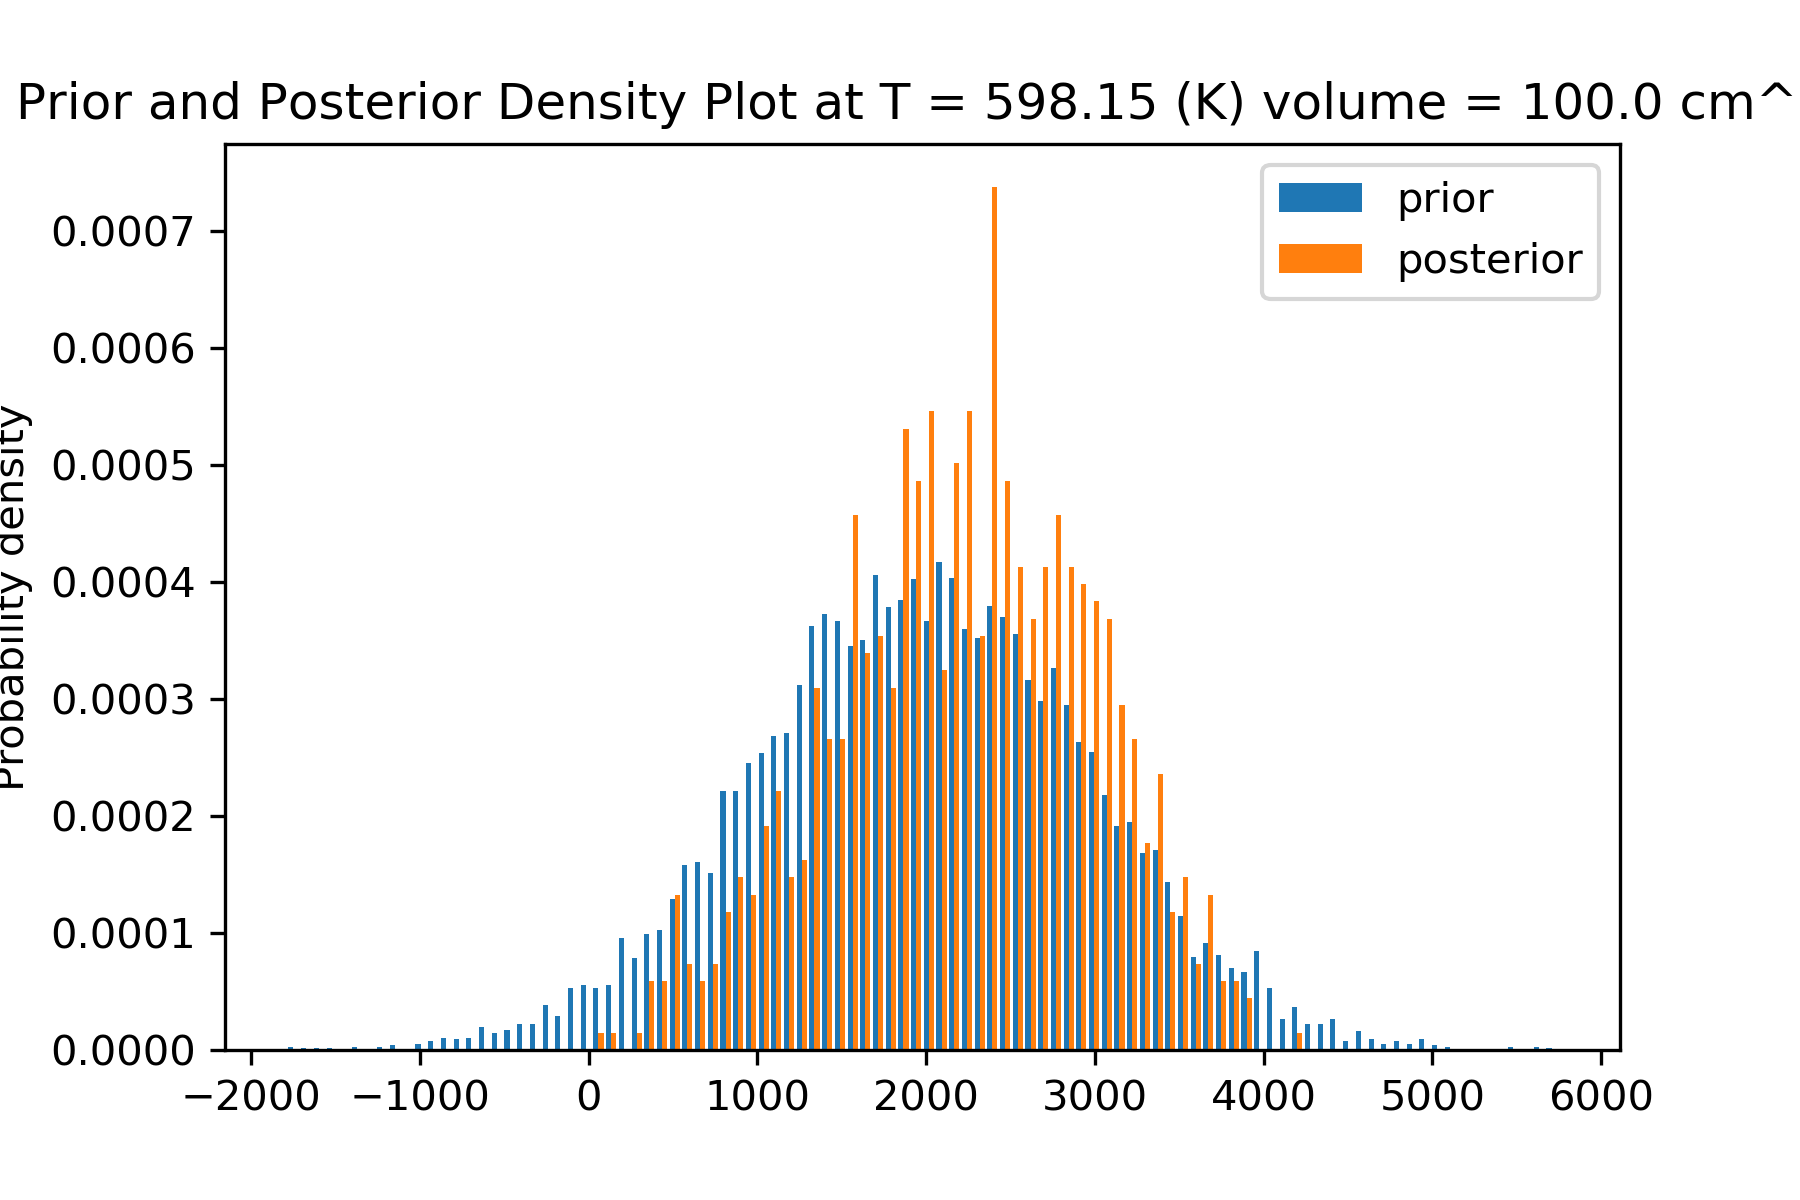 Prior and Posterior Density Plot at T = 598.15 (K) volume = 100.0 cm^
prior
posterior
Probability density
0.0007
0.0006
0.0005
0.0004
0.0003
0.0002
0.0001
0.0000
−2000 −1000 0 1000 2000 3000 4000 5000 6000